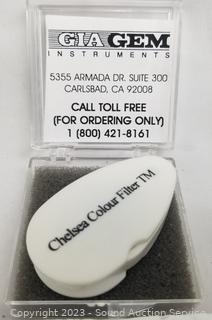 GIA GEM
INSTRUMENTS
5355 ARMADA DR. SUITE 300
CARLSBAD, CA 92008
CALL TOLL FREE
(FOR ORDERING ONLY)
1 (800) 421-8161
Chelsea Colour Filter TM
Copyright 2023 - Sound Auction Service